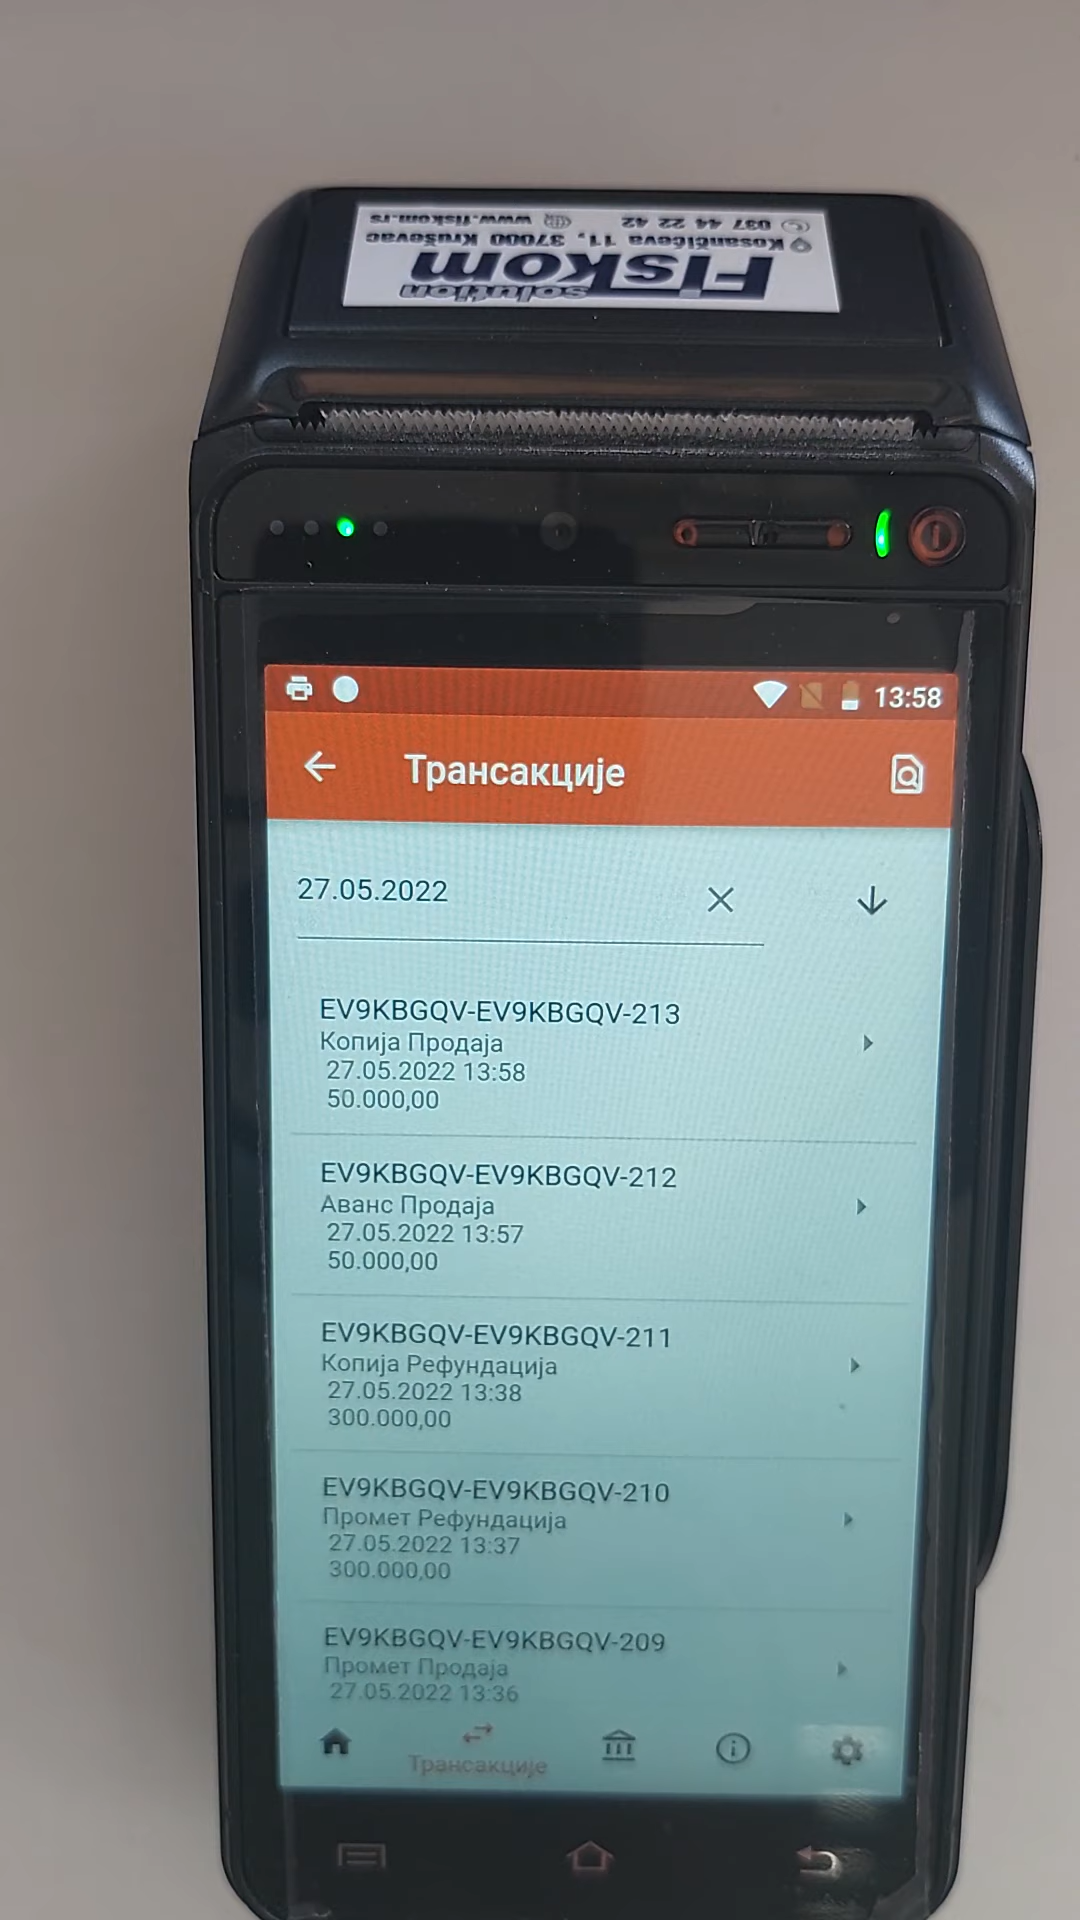 Fiskom
solution
Kosančićeva 11, 37000 Kruševac
037 44 22 42 www.fiskom.rs
13:58
Трансакције
27.05.2022
EV9KBGQV-EV9KBGQV-213
Копија Продаја
27.05.2022 13:58
50.000,00
EV9KBGQV-EV9KBGQV-212
Аванс Продаја
27.05.2022 13:57
50.000,00
EV9KBGQV-EV9KBGQV-211
Копија Рефундација
27.05.2022 13:38
300.000,00
EV9KBGQV-EV9KBGQV-210
Промет Рефундација
27.05.2022 13:37
300.000,00
EV9KBGQV-EV9KBGQV-209
Промет Продаја
27.05.2022 13:36
Трансакције